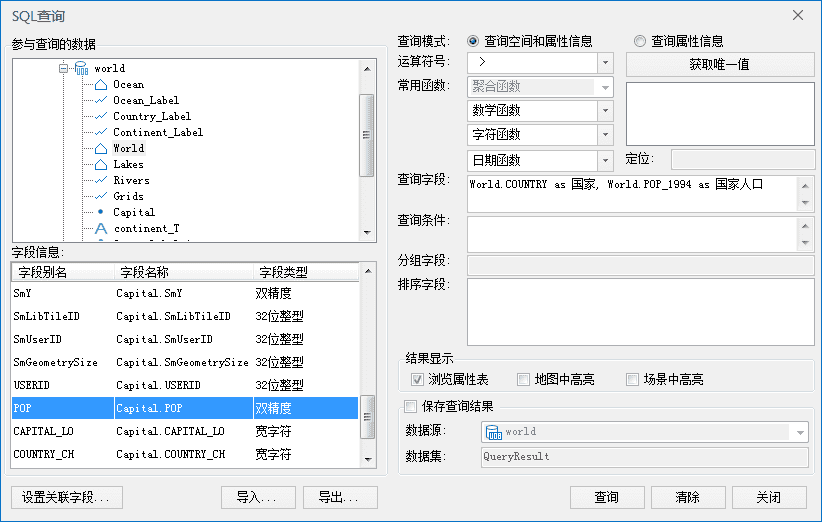 SQL查询
参与查询的数据
world
Ocean
Ocean_Label
Country_Label
Continent_Label
World
Lakes
Rivers
Grids
Capital
continent_T
字段信息:
字段别名 字段名称 字段类型
SmY Capital.SmY 双精度
SmLibTileID Capital.SmLibTileID 32位整型
SmUserID Capital.SmUserID 32位整型
SmGeometrySize Capital.SmGeometrySize 32位整型
USERID Capital.USERID 32位整型
POP Capital.POP 双精度
CAPITAL_LO Capital.CAPITAL_LO 宽字符
COUNTRY_CH Capital.COUNTRY_CH 宽字符
设置关联字段... 导入... 导出...
查询模式: 查询空间和属性信息 查询属性信息
运算符号: > 获取唯一值
常用函数: 聚合函数
数学函数
字符函数
日期函数 定位:
查询字段: World.COUNTRY as 国家, World.POP_1994 as 国家人口
查询条件:
分组字段:
排序字段:
结果显示
浏览属性表 地图中高亮 场景中高亮
保存查询结果
数据源: world
数据集: QueryResult
查询 清除 关闭